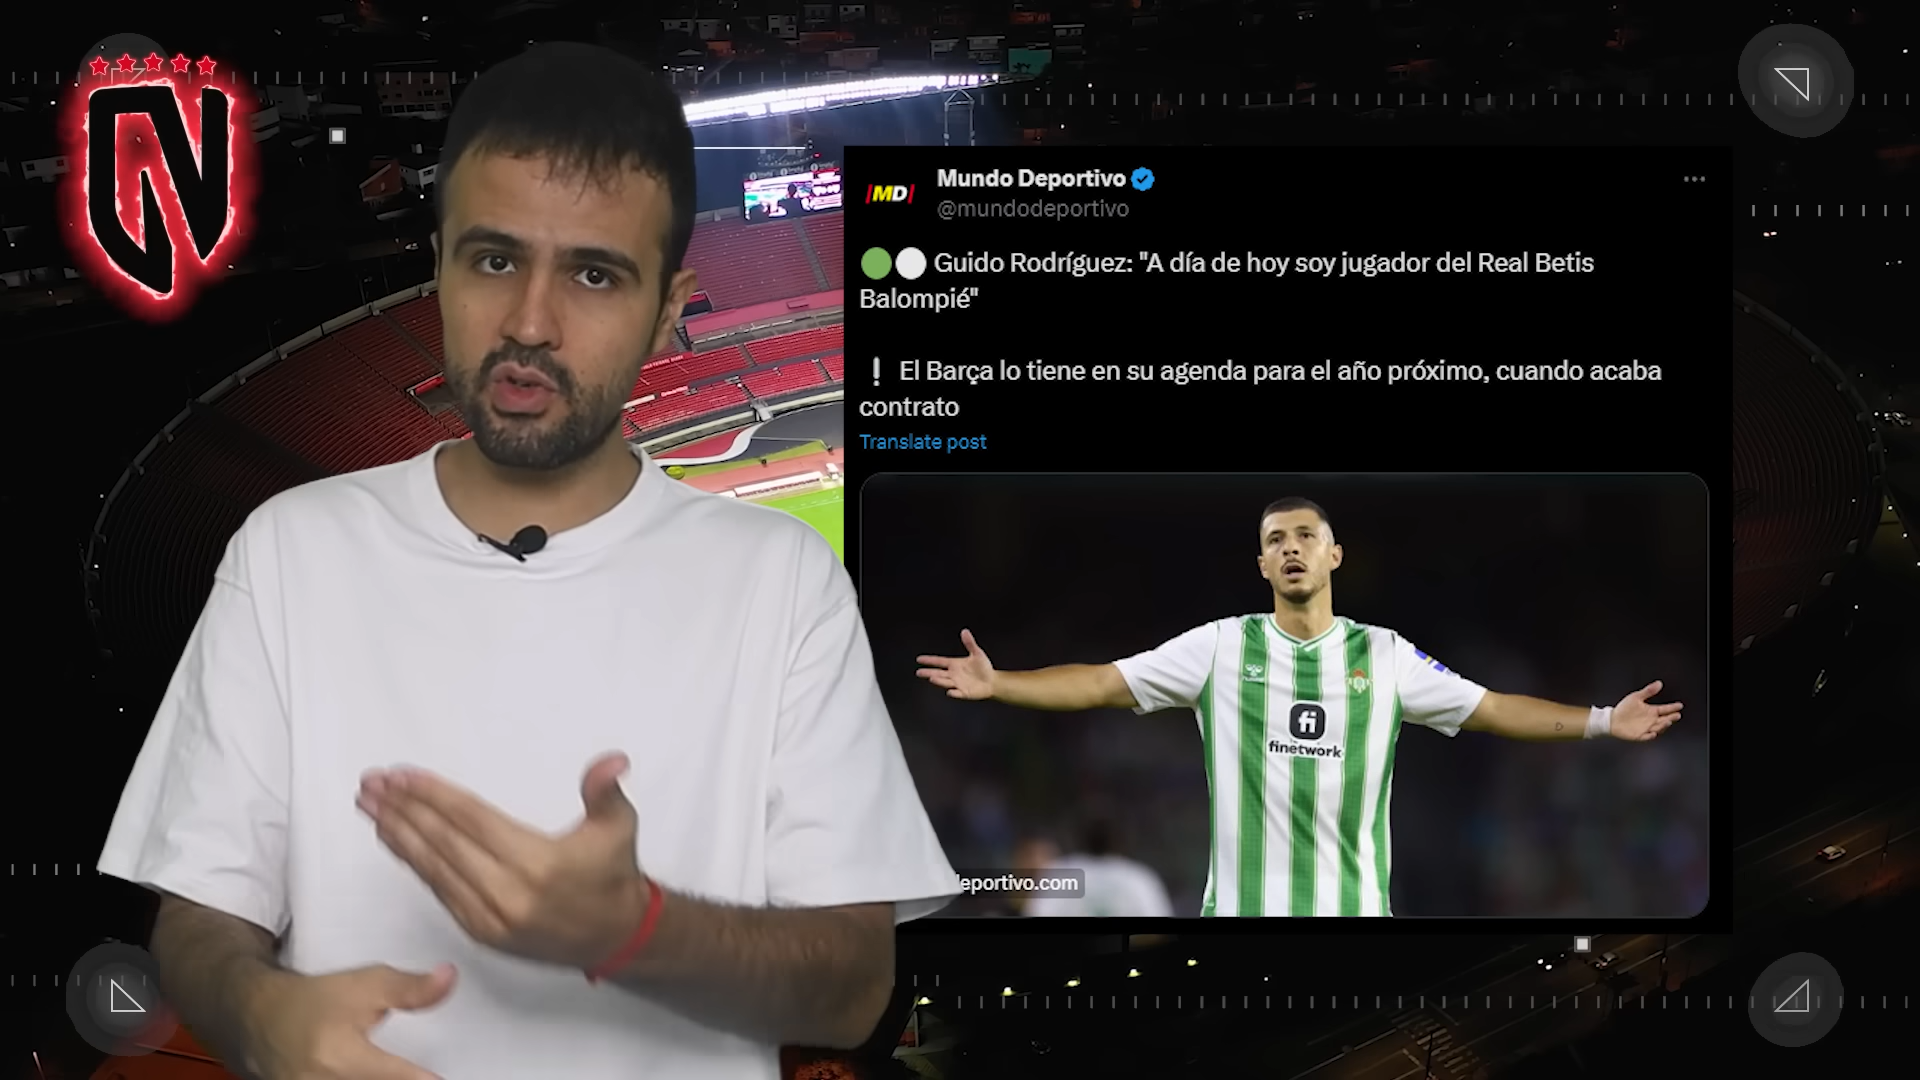 Mundo Deportivo
MD
@mundodeportivo
Guido Rodríguez: "A día de hoy soy jugador del Real Betis
Balompié"
El Barça lo tiene en su agenda para el año próximo, cuando acaba
contrato
Translate post
fi
finetwork
deportivo.com